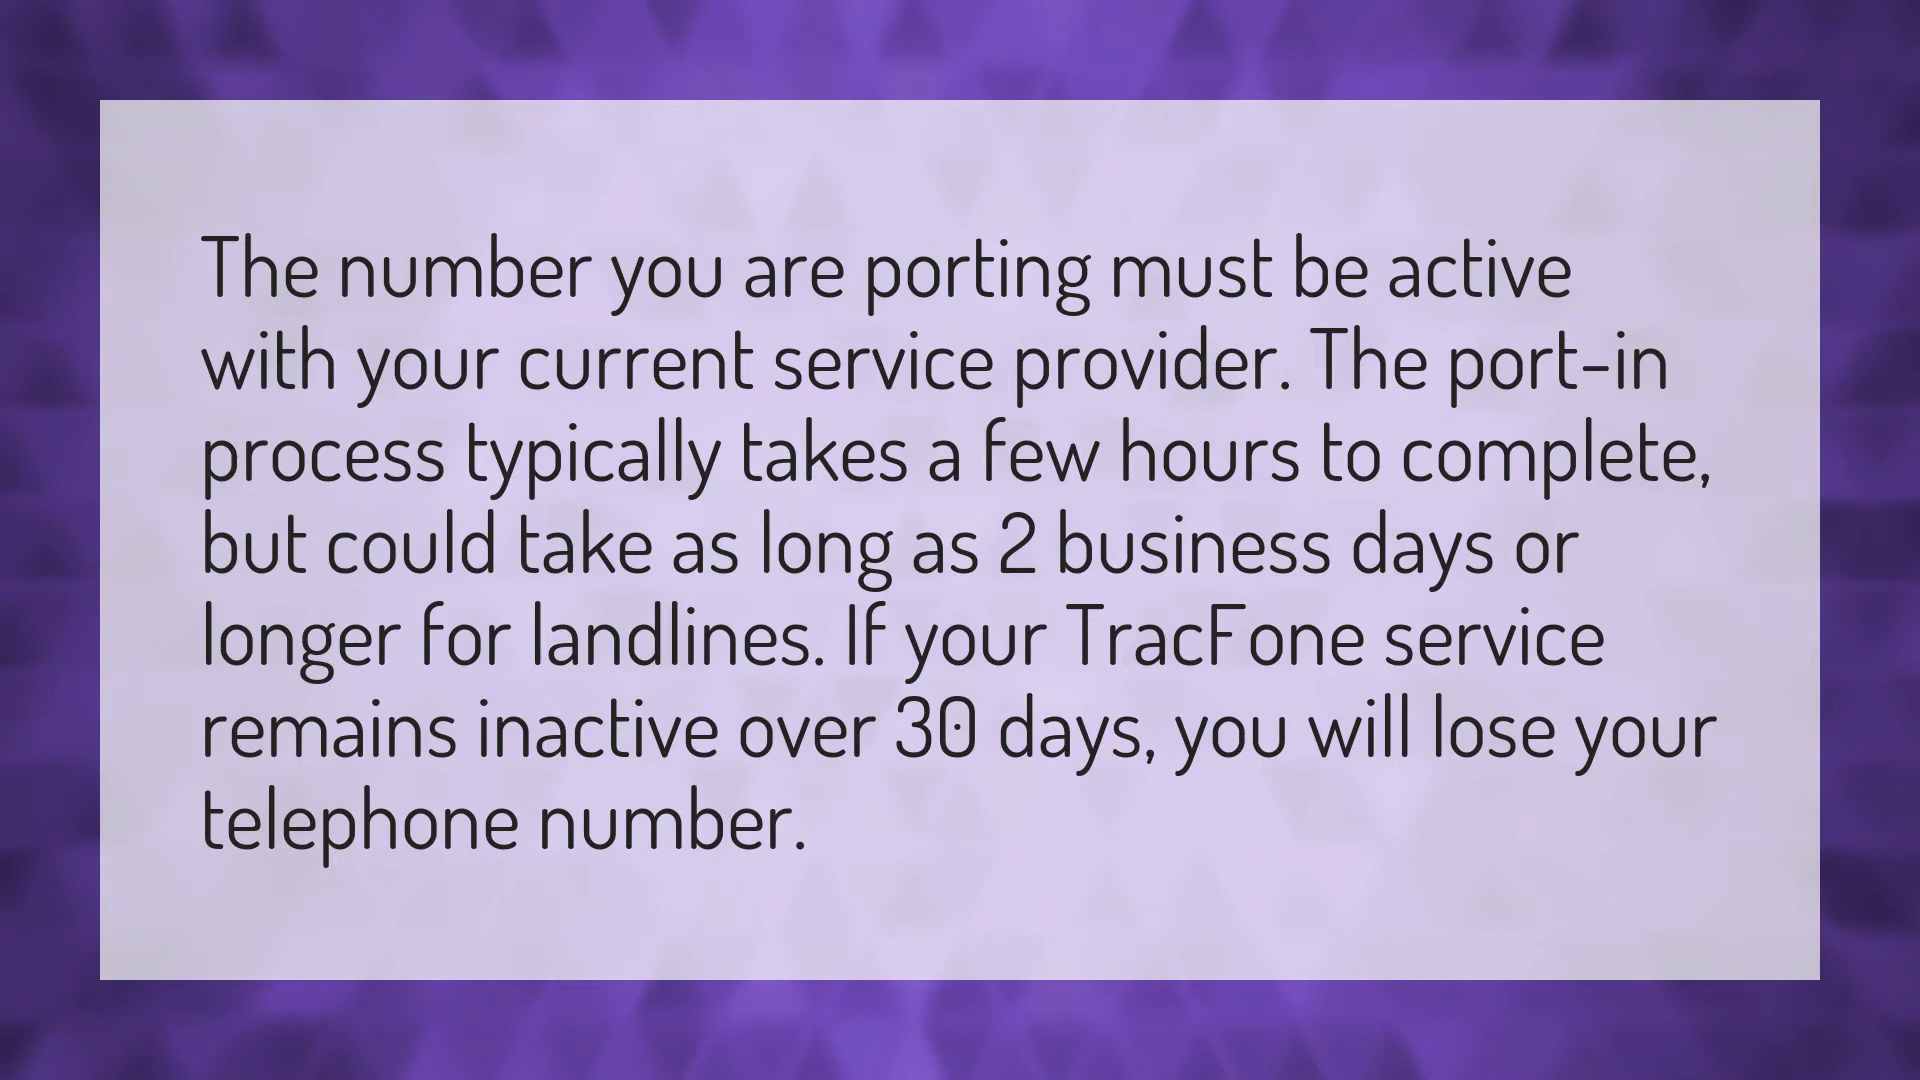 The number you are porting must be active
with your current service provider. The port-in
process typically takes a few hours to complete,
but could take as long as 2 business days or
longer for landlines. If your TracFone service
remains inactive over 30 days, you will lose your
telephone number.